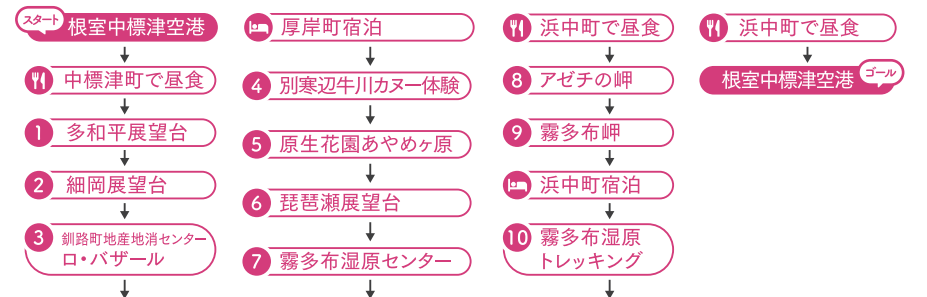 スタート
根室中標津空港
中標津町で昼食
1 多和平展望台
2 細岡展望台
3 釧路町地産地消センター
ロ・バザール
厚岸町宿泊
4 別寒辺牛川カヌー体験
5 原生花園あやめヶ原
6 琵琶瀬展望台
7 霧多布湿原センター
浜中町で昼食
8 アゼチの岬
9 霧多布岬
浜中町宿泊
10 霧多布湿原
トレッキング
浜中町で昼食
根室中標津空港
ゴール